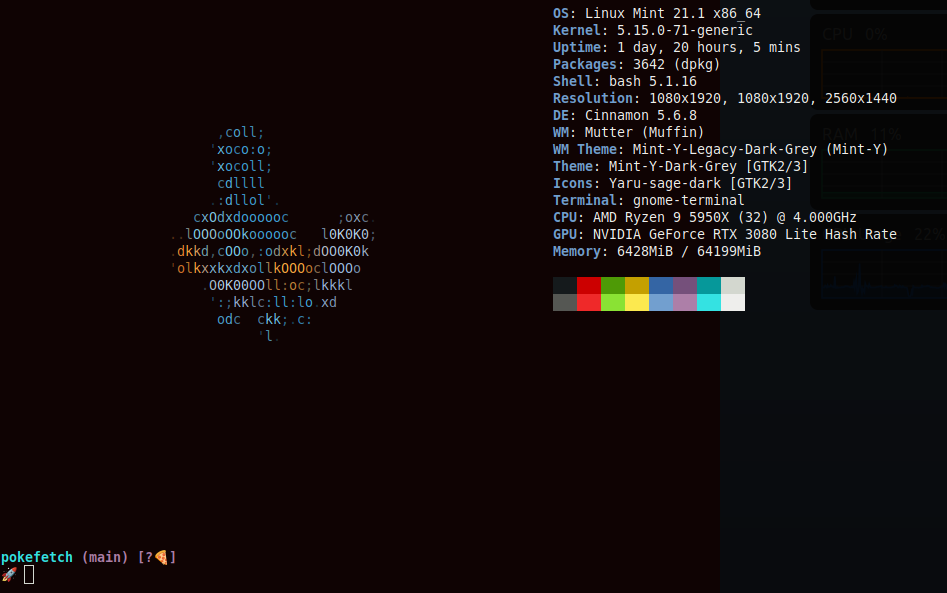 OS: Linux Mint 21.1 x86_64
Kernel: 5.15.0-71-generic
Uptime: 1 day, 20 hours, 5 mins
Packages: 3642 (dpkg)
Shell: bash 5.1.16
Resolution: 1080x1920, 1080x1920, 2560x1440
DE: Cinnamon 5.6.8
WM: Mutter (Muffin)
WM Theme: Mint-Y-Legacy-Dark-Grey (Mint-Y)
Theme: Mint-Y-Dark-Grey [GTK2/3]
Icons: Yaru-sage-dark [GTK2/3]
Terminal: gnome-terminal
CPU: AMD Ryzen 9 5950X (32) @ 4.000GHz
GPU: NVIDIA GeForce RTX 3080 Lite Hash Rate
Memory: 6428MiB / 64199MiB
CPU 0%
RAM 11%
22%
,coll;
'xoco:o;
'xocoll;
cdllll
.:dllol'.
cxOdxdoooooc ;oxc.
..lOOOoOOkoooooc l0K0K0;
.dkkd,cOOo,:odxkl;dOO0K0k
'olkxxkxdxollkOOOoclOOOo
.O0K00OOll:oc;lkkkl
':;kklc:ll:lo.xd
odc ckk;.c:
'l.
pokefetch (main) [?🍕]
🚀